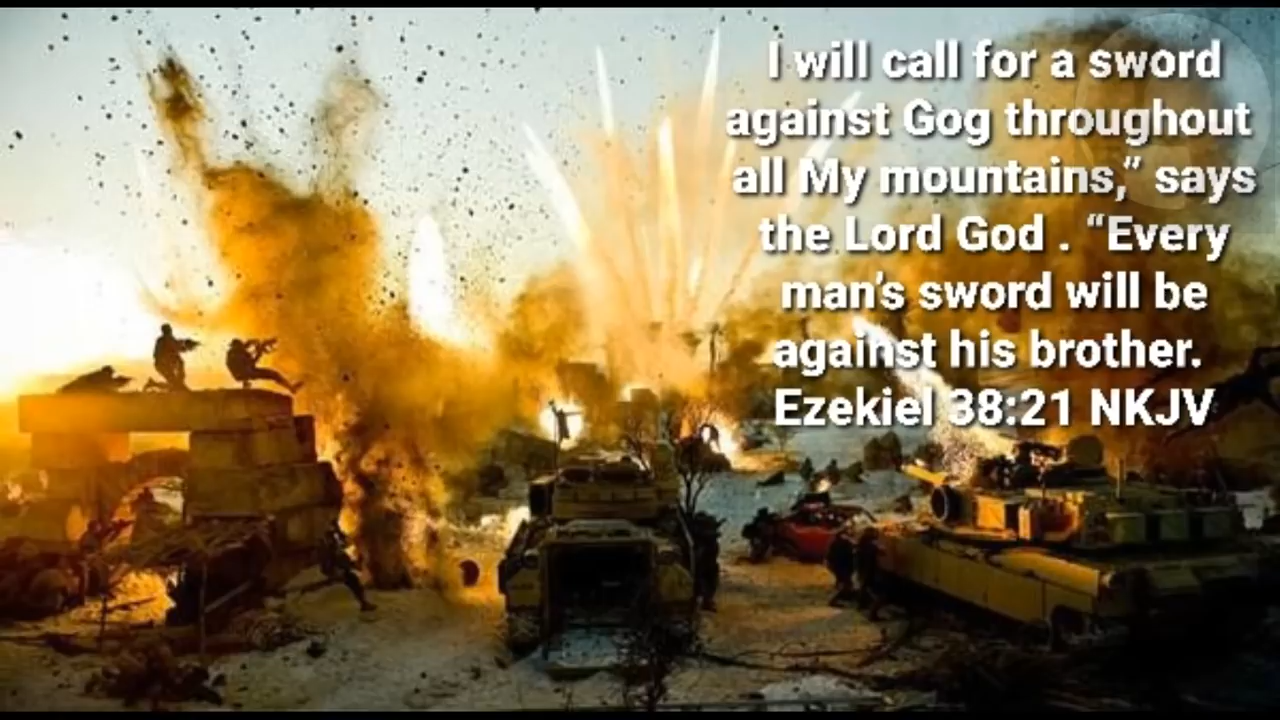 I will call for a sword
against Gog throughout
all My mountains,” says
the Lord God . “Every
man’s sword will be
against his brother.
Ezekiel 38:21 NKJV